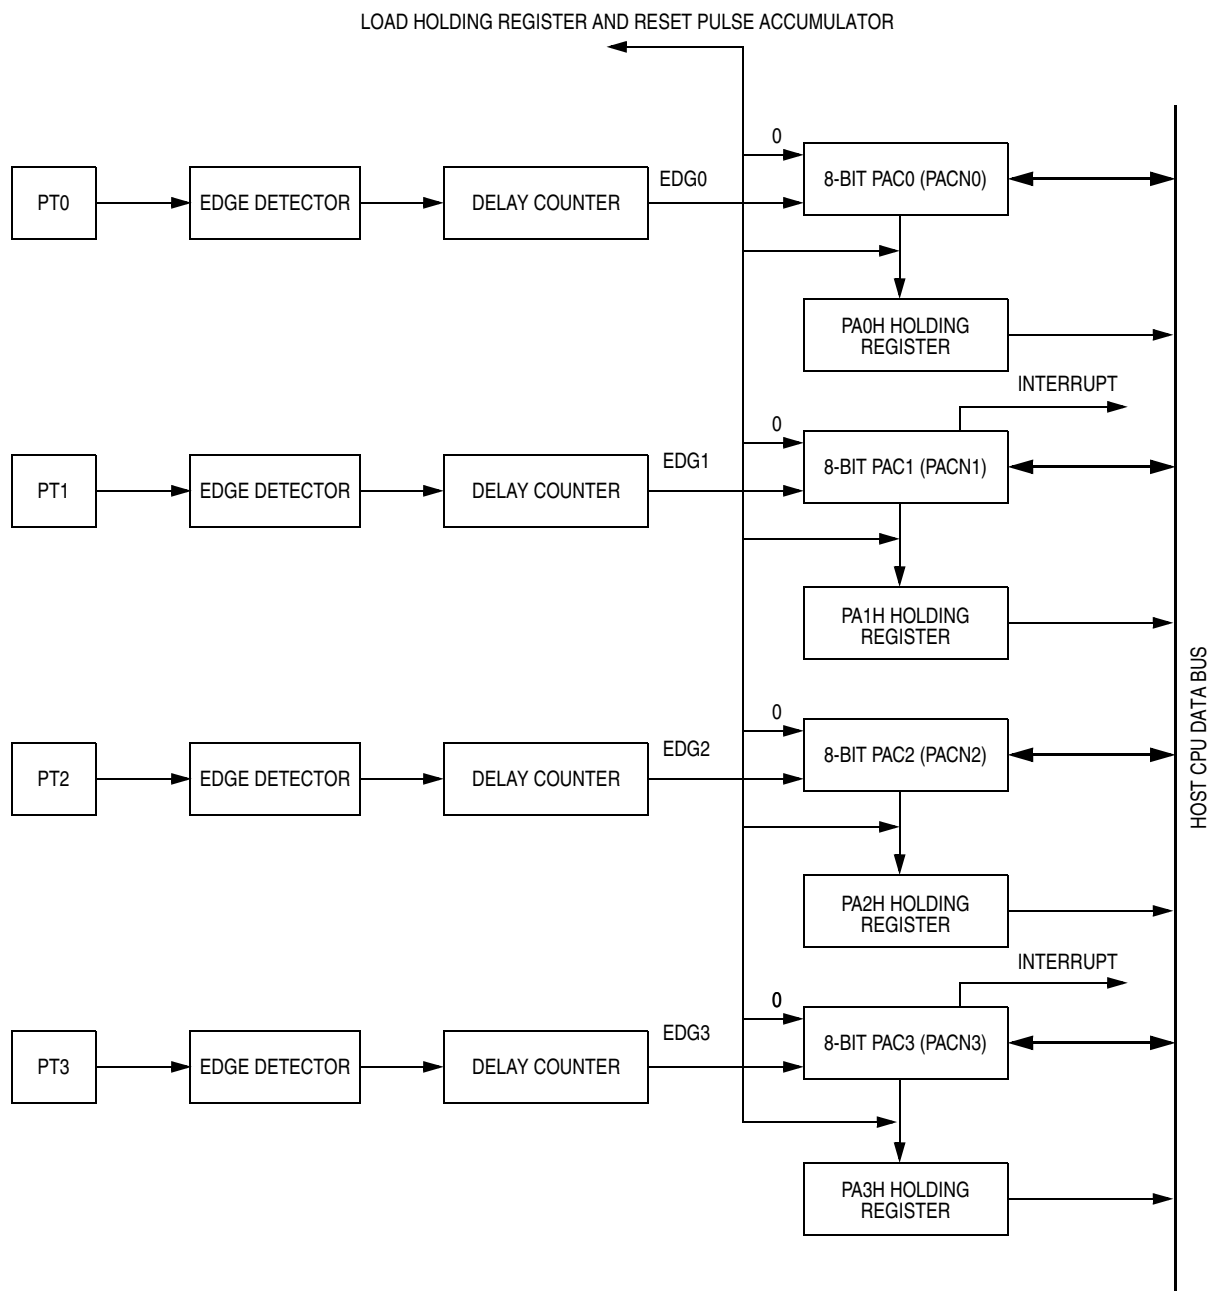 LOAD HOLDING REGISTER AND RESET PULSE ACCUMULATOR
0
PT0
EDGE DETECTOR
DELAY COUNTER
EDG0
8-BIT PAC0 (PACN0)
PA0H HOLDING
REGISTER
INTERRUPT
0
PT1
EDGE DETECTOR
DELAY COUNTER
EDG1
8-BIT PAC1 (PACN1)
PA1H HOLDING
REGISTER
0
PT2
EDGE DETECTOR
DELAY COUNTER
EDG2
8-BIT PAC2 (PACN2)
PA2H HOLDING
REGISTER
INTERRUPT
0
PT3
EDGE DETECTOR
DELAY COUNTER
EDG3
8-BIT PAC3 (PACN3)
PA3H HOLDING
REGISTER
HOST CPU DATA BUS